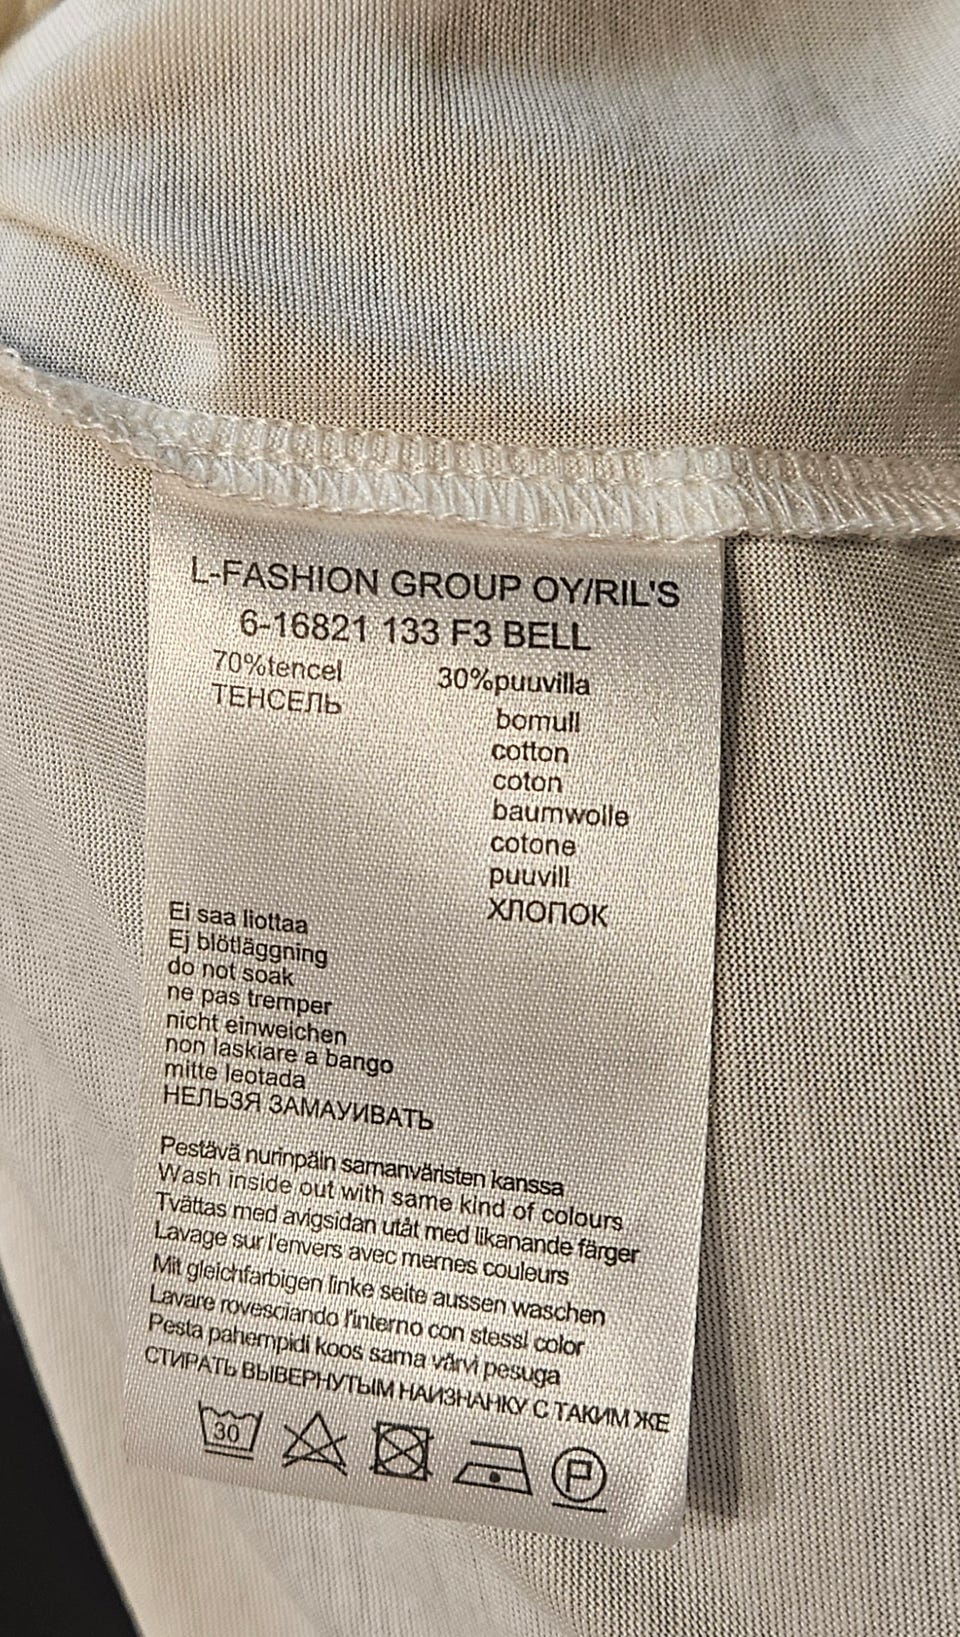 L-FASHION GROUP OY/RIL'S
6-16821 133 F3 BELL
70%tencel 30%puuvilla
ТЕНСЕЛЬ
bomull
cotton
coton
baumwolle
cotone
puuvill
ХЛОПОК
Ei saa liottaa
Ej blötläggning
do not soak
ne pas tremper
nicht einweichen
non laskiare a bango
mitte leotada
НЕЛЬЗЯ ЗАМАУИВАТЬ
Pestävä nurinpäin samanväristen kanssa
Wash inside out with same kind of colours
Tvättas med avigsidan utåt med likanande färger
Lavage sur l'envers avec mernes couleurs
Mit gleichfarbigen linke seite aussen waschen
Lavare rovesciando l'interno con stessl color
Pesta pahempidi koos sama värvi pesuga
СТИРАТЬ ВЫВЕРНУТЫМ НАИЗНАНКУ С ТАКИМ ЖЕ
30 P